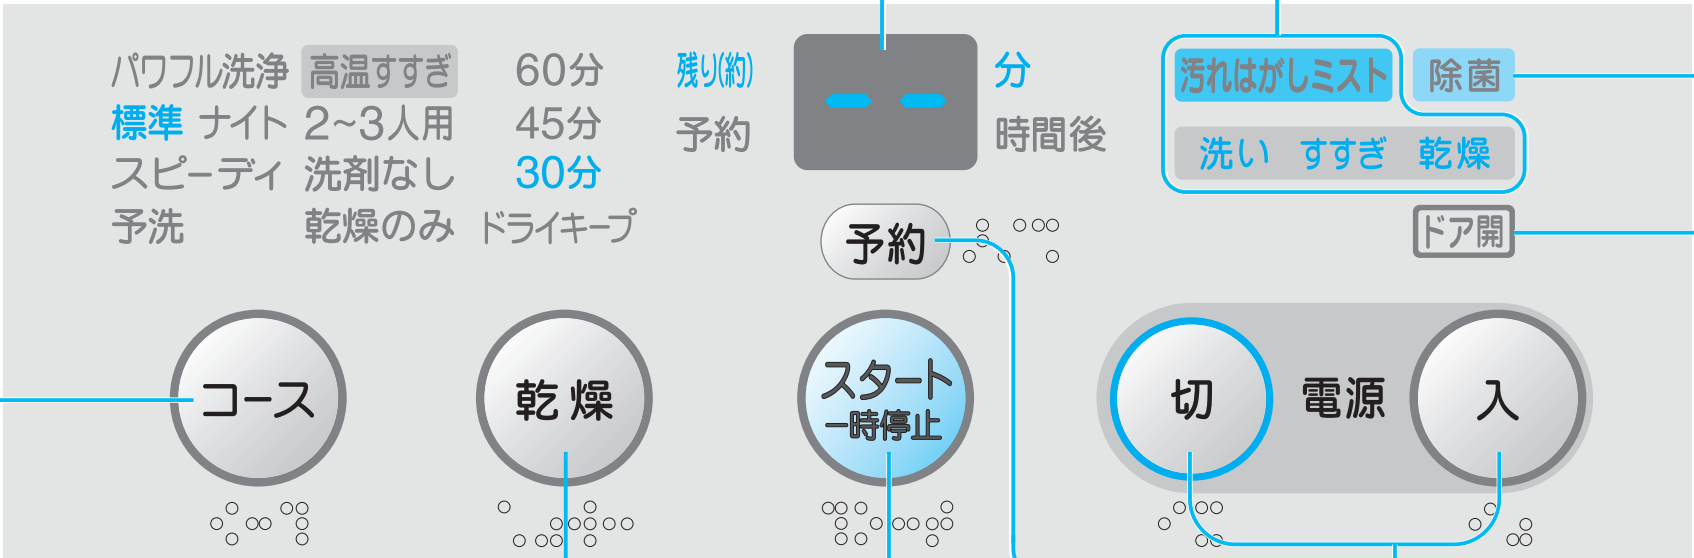 パワフル洗浄 高温すすぎ 60分
標準 ナイト 2~3人用 45分
スピーディ 洗剤なし 30分
予洗 乾燥のみ ドライキープ
残り(約) -- 分
予約 時間後
汚れはがしミスト 除菌
洗い すすぎ 乾燥
ドア開
予約
コース
乾燥
スタート
一時停止
切 電源 入